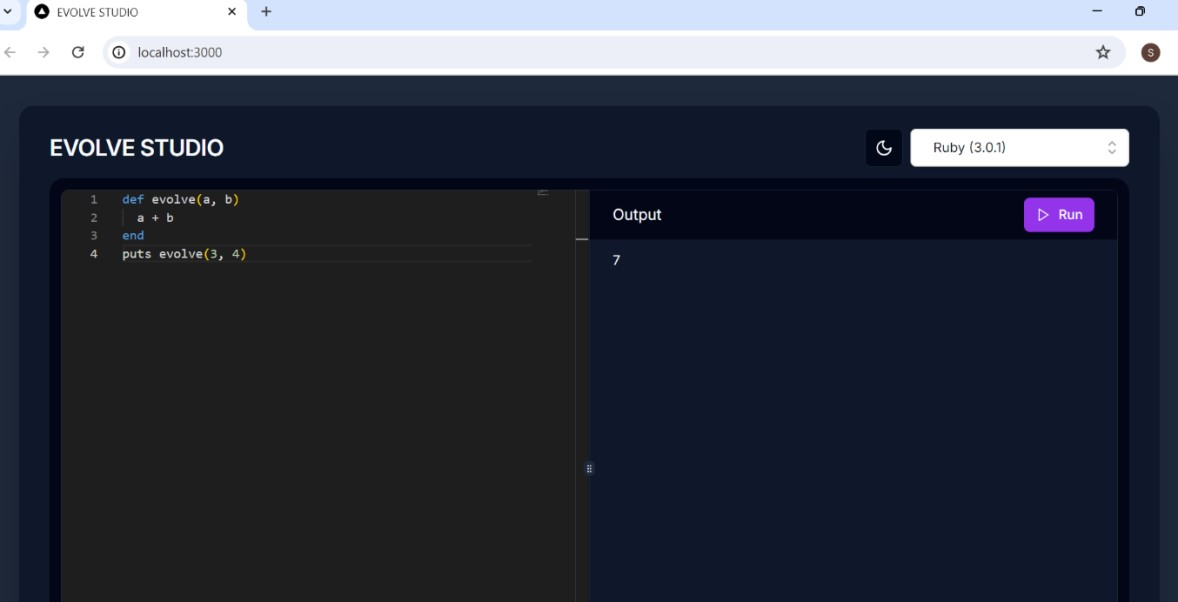 EVOLVE STUDIO
localhost:3000
S
EVOLVE STUDIO
Ruby (3.0.1)
1 def evolve(a, b)
2   a + b
3 end
4 puts evolve(3, 4)
Output
Run
7